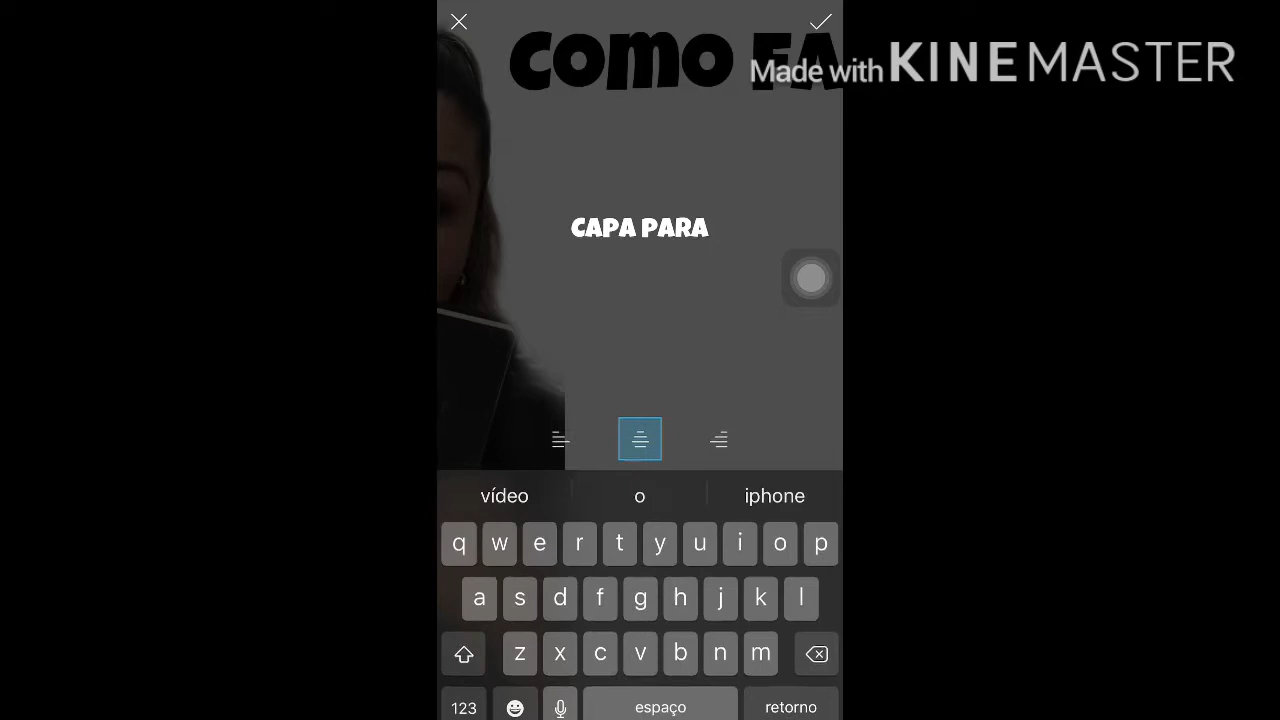 COMO FA
Made with KINEMASTER
CAPA PARA
vídeo o iphone
q w e r t y u i o p
a s d f g h j k l
z x c v b n m
123 espaço retorno